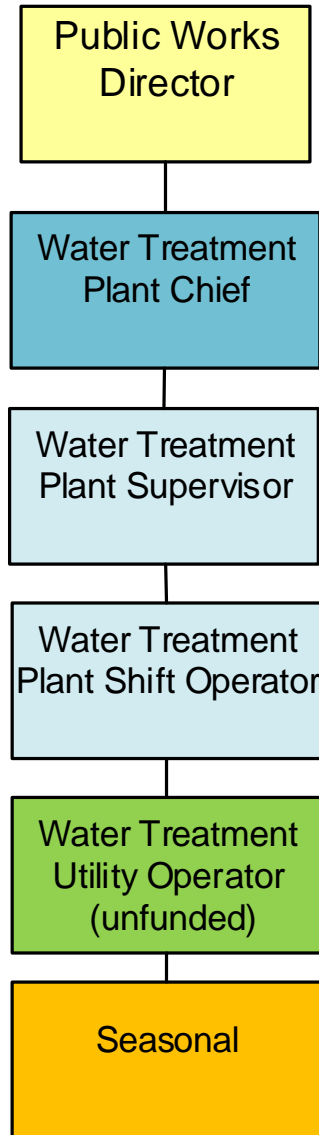 Public Works
Director
Water Treatment
Plant Chief
Water Treatment
Plant Supervisor
Water Treatment
Plant Shift Operator
Water Treatment
Utility Operator
(unfunded)
Seasonal